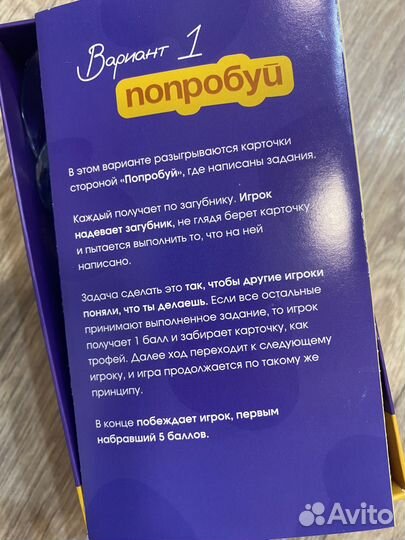 Вариант 1
попробуй
В этом варианте разыгрываются карточки
стороной «Попробуй», где написаны задания.
Каждый получает по загубнику. Игрок
надевает загубник, не глядя берет карточку
и пытается выполнить то, что на ней
написано.
Задача сделать это так, чтобы другие игроки
поняли, что ты делаешь. Если все остальные
принимают выполненное задание, то игрок
получает 1 балл и забирает карточку, как
трофей. Далее ход переходит к следующему
игроку, и игра продолжается по такому же
принципу.
В конце побеждает игрок, первым
набравший 5 баллов.
Avito